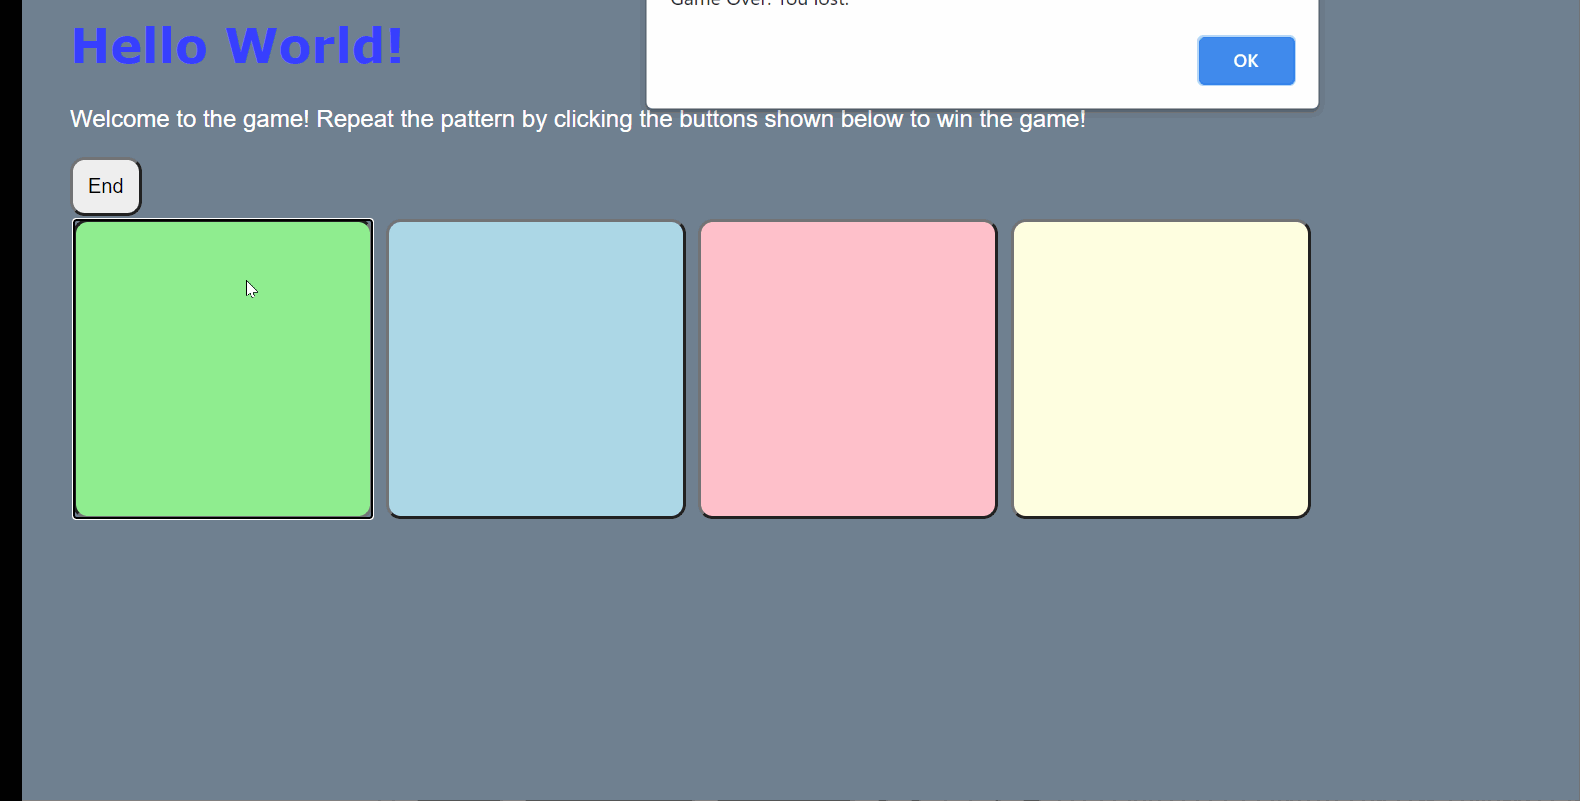 Game Over. You lost.
Hello World!
OK
Welcome to the game! Repeat the pattern by clicking the buttons shown below to win the game!
End